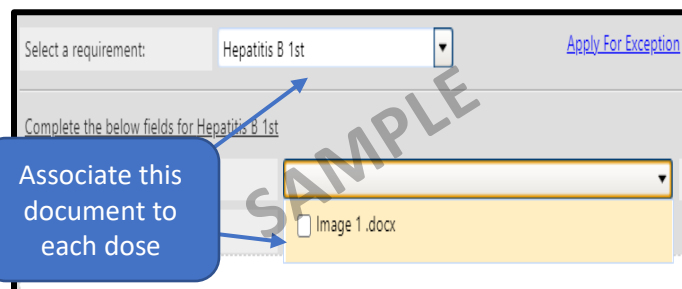 Select a requirement: Hepatitis B 1st Apply For Exception
Complete the below fields for Hepatitis B 1st
Associate this
document to
each dose
Image 1 .docx
SAMPLE